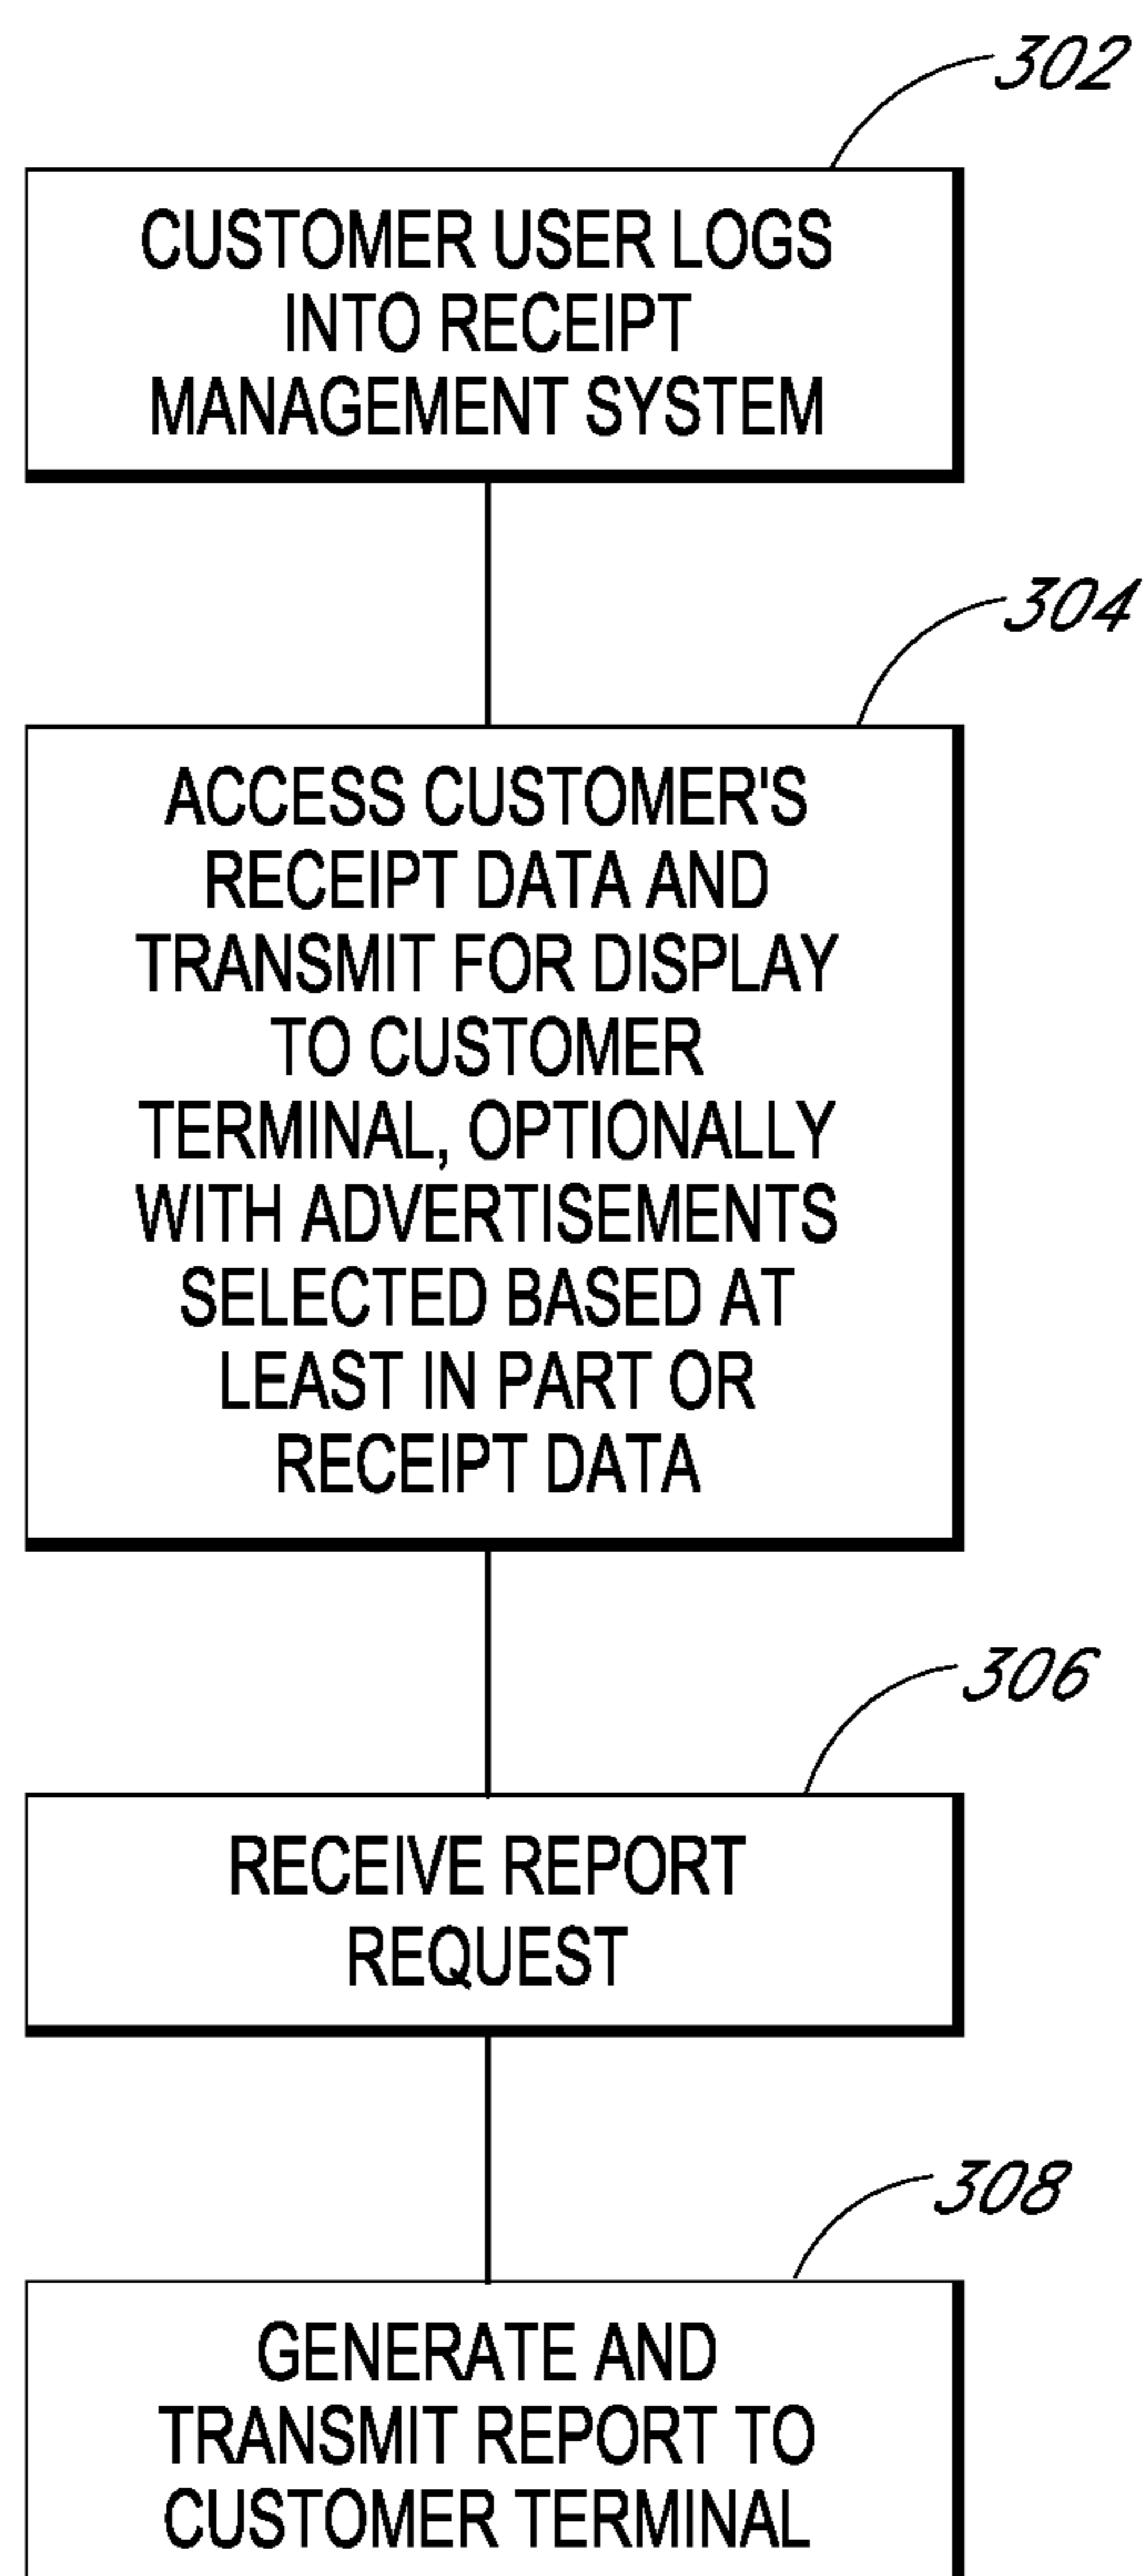 302
CUSTOMER USER LOGS
INTO RECEIPT
MANAGEMENT SYSTEM
304
ACCESS CUSTOMER'S
RECEIPT DATA AND
TRANSMIT FOR DISPLAY
TO CUSTOMER
TERMINAL, OPTIONALLY
WITH ADVERTISEMENTS
SELECTED BASED AT
LEAST IN PART OR
RECEIPT DATA
306
RECEIVE REPORT
REQUEST
308
GENERATE AND
TRANSMIT REPORT TO
CUSTOMER TERMINAL